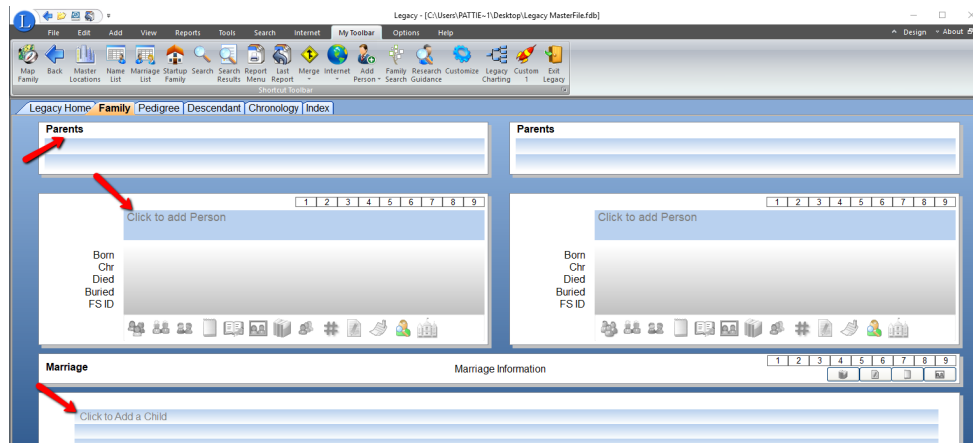 Legacy - [C:\Users\PATTIE~1\Desktop\Legacy MasterFile.fdb]
L
File Edit Add View Reports Tools Search Internet My Toolbar Options Help
Design About
Map Family Back Master Locations Name List Marriage List Startup Family Search Search Results Report Menu Last Report Merge Internet Add Person Family Search Research Guidance Customize Legacy Charting Custom 1 Exit Legacy
Shortcut Toolbar
Legacy Home Family Pedigree Descendant Chronology Index
Parents Parents
1 2 3 4 5 6 7 8 9 1 2 3 4 5 6 7 8 9
Click to add Person Click to add Person
Born Born
Chr Chr
Died Died
Buried Buried
FS ID FS ID
Marriage Marriage Information 1 2 3 4 5 6 7 8 9
Click to Add a Child